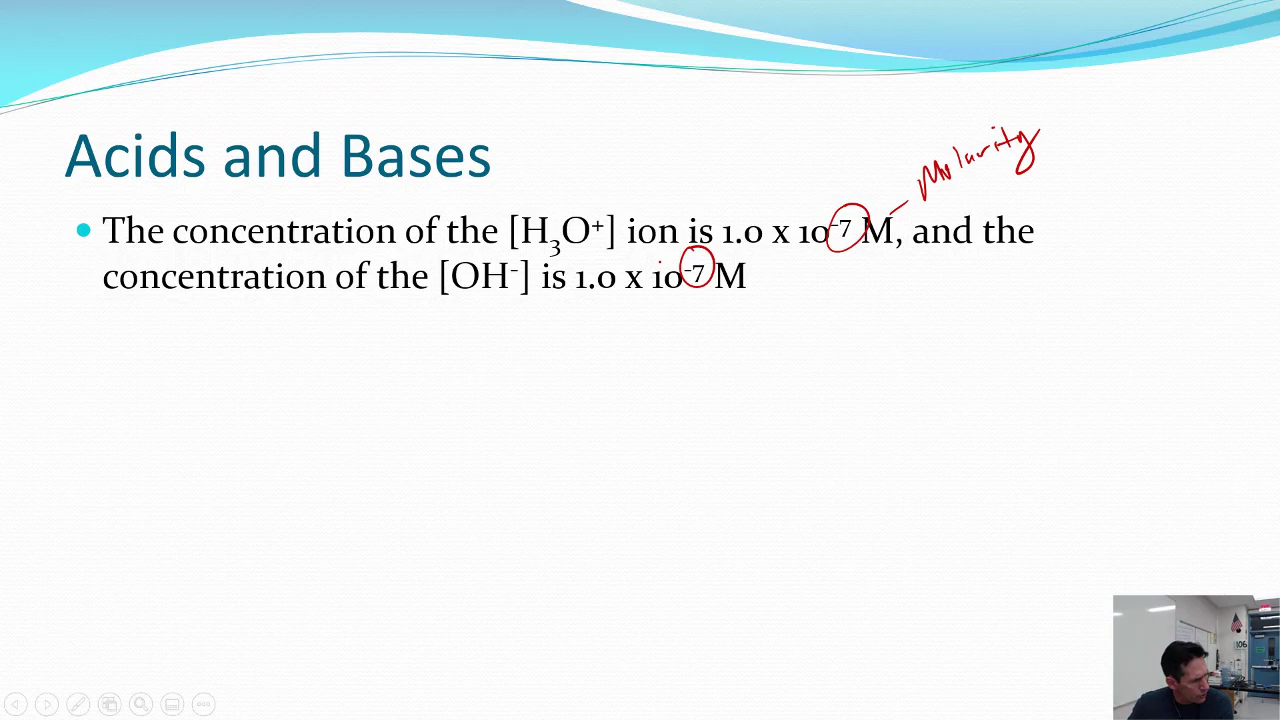 Acids and Bases
Molarity
• The concentration of the [H₃O⁺] ion is 1.0 x 10⁻⁷ M, and the
concentration of the [OH⁻] is 1.0 x 10⁻⁷ M
106